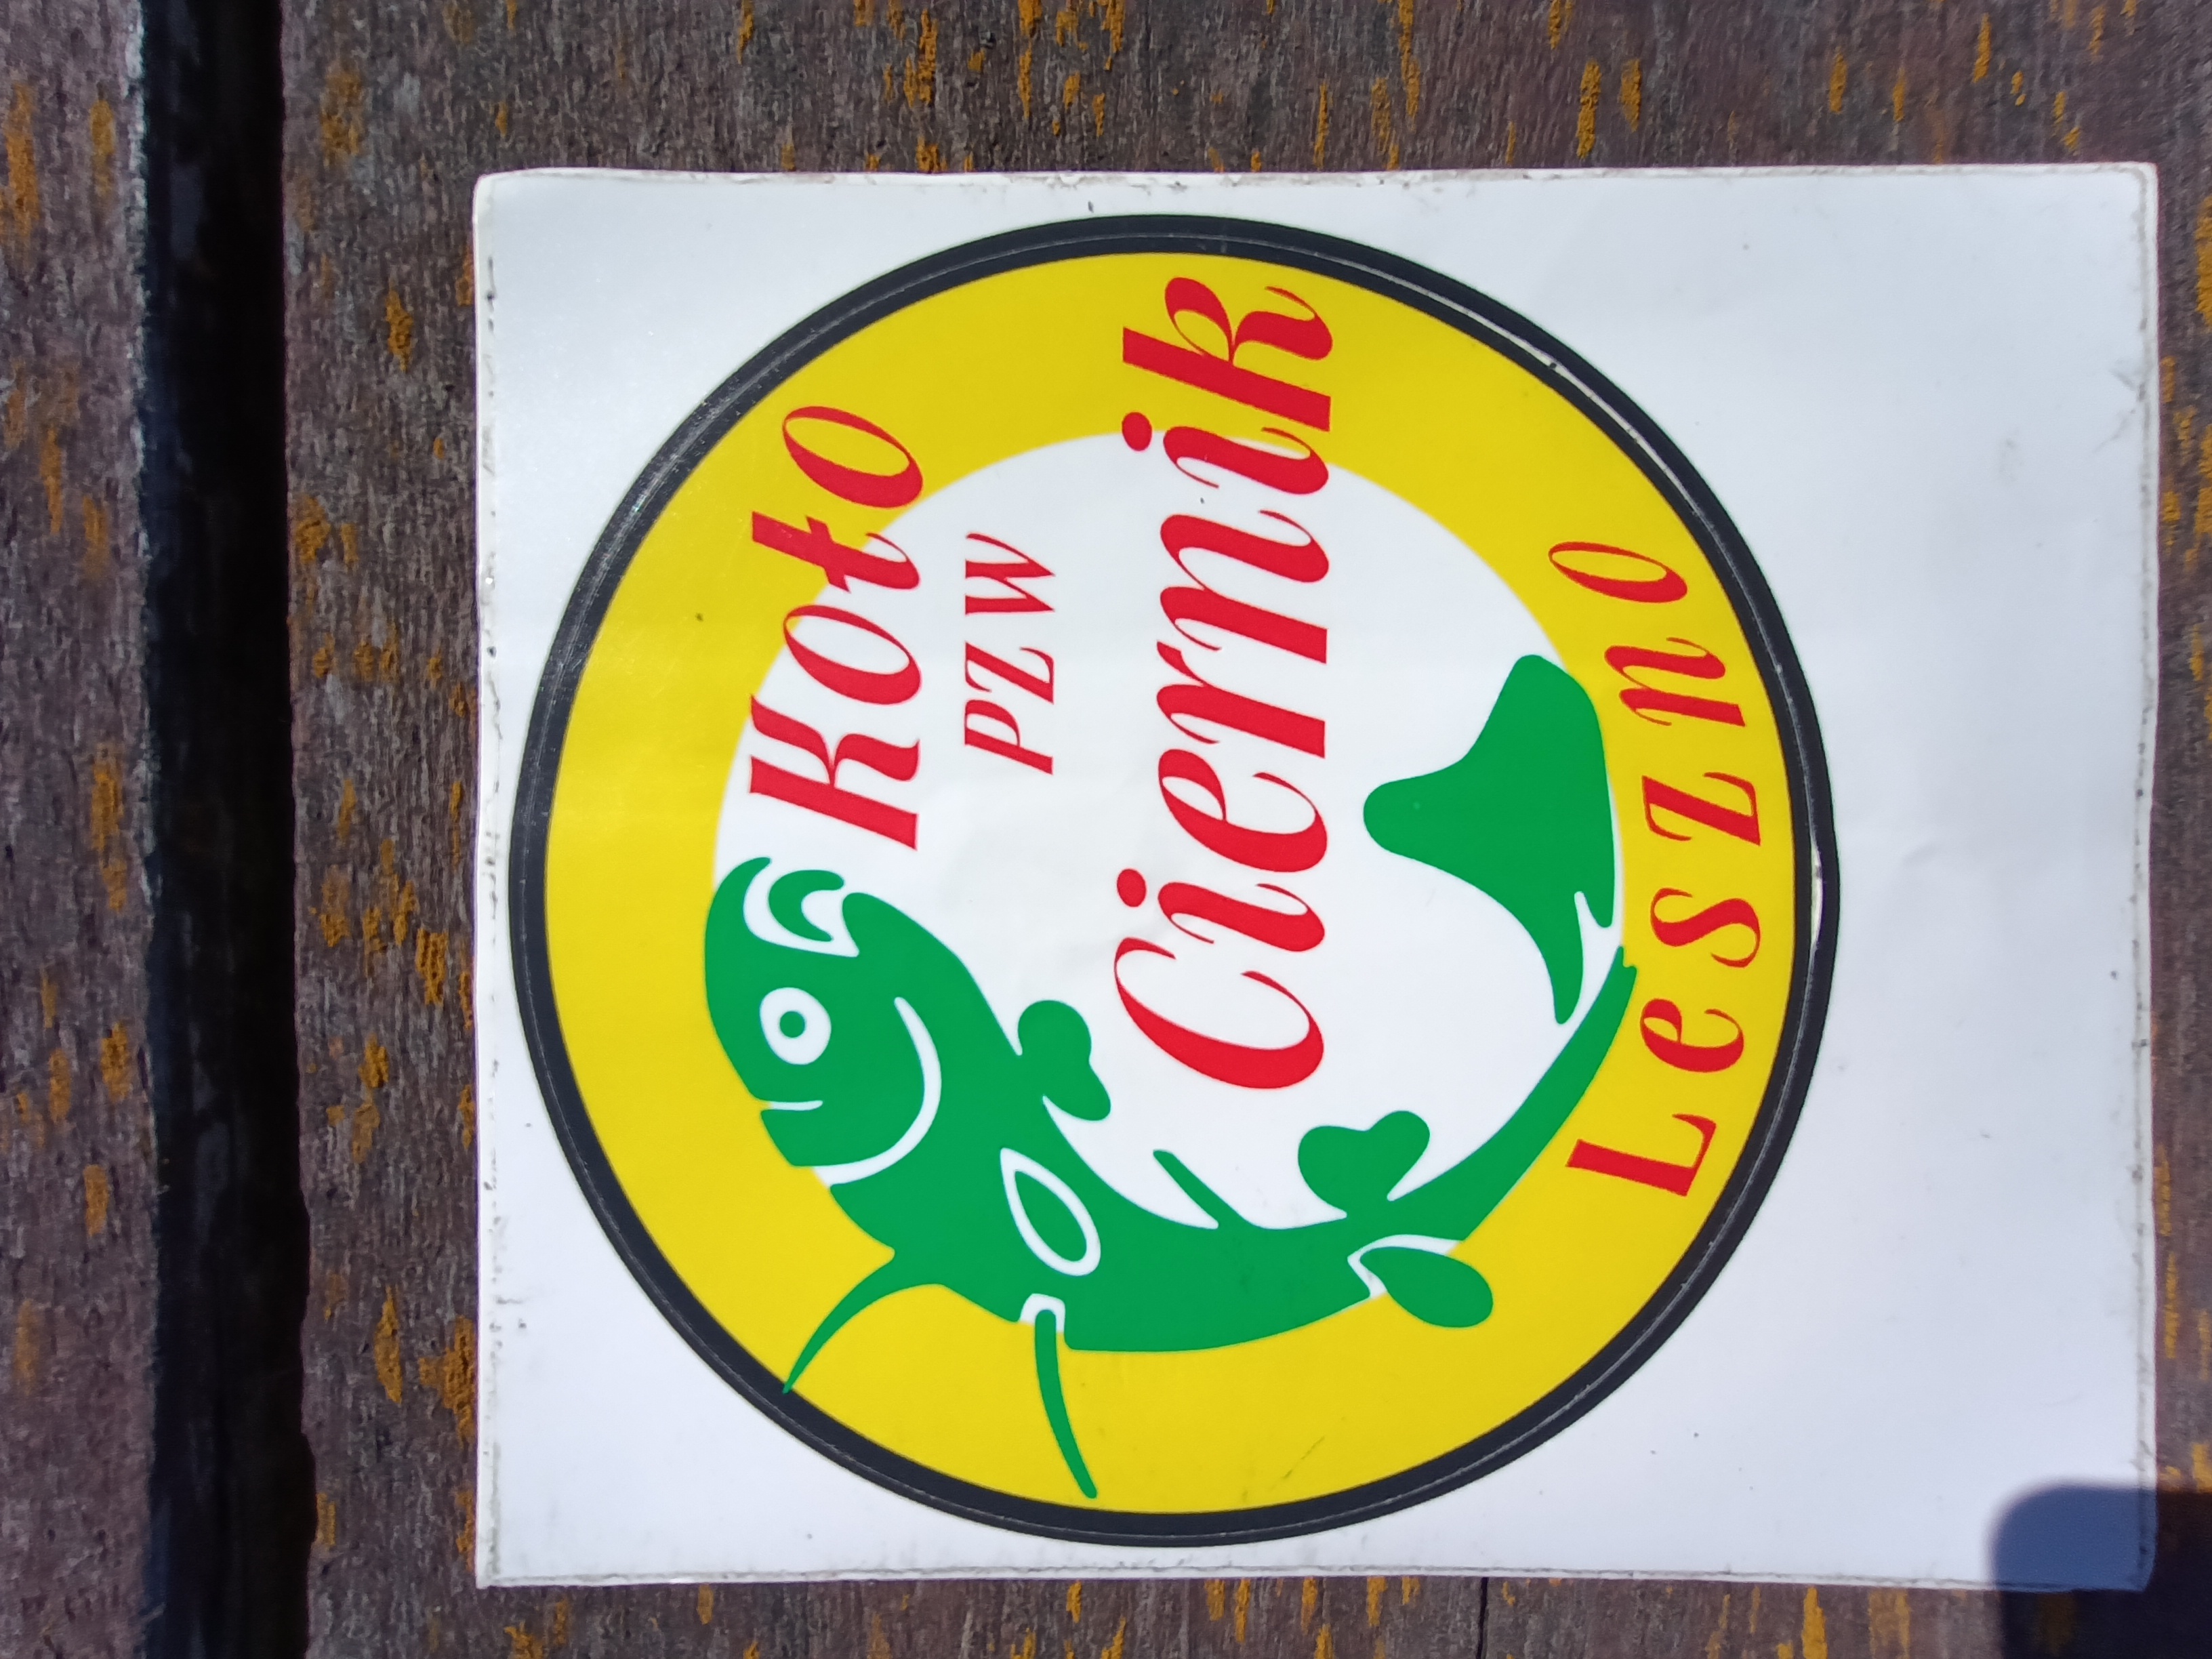 Koło
PZW
Ciernik
Leszno